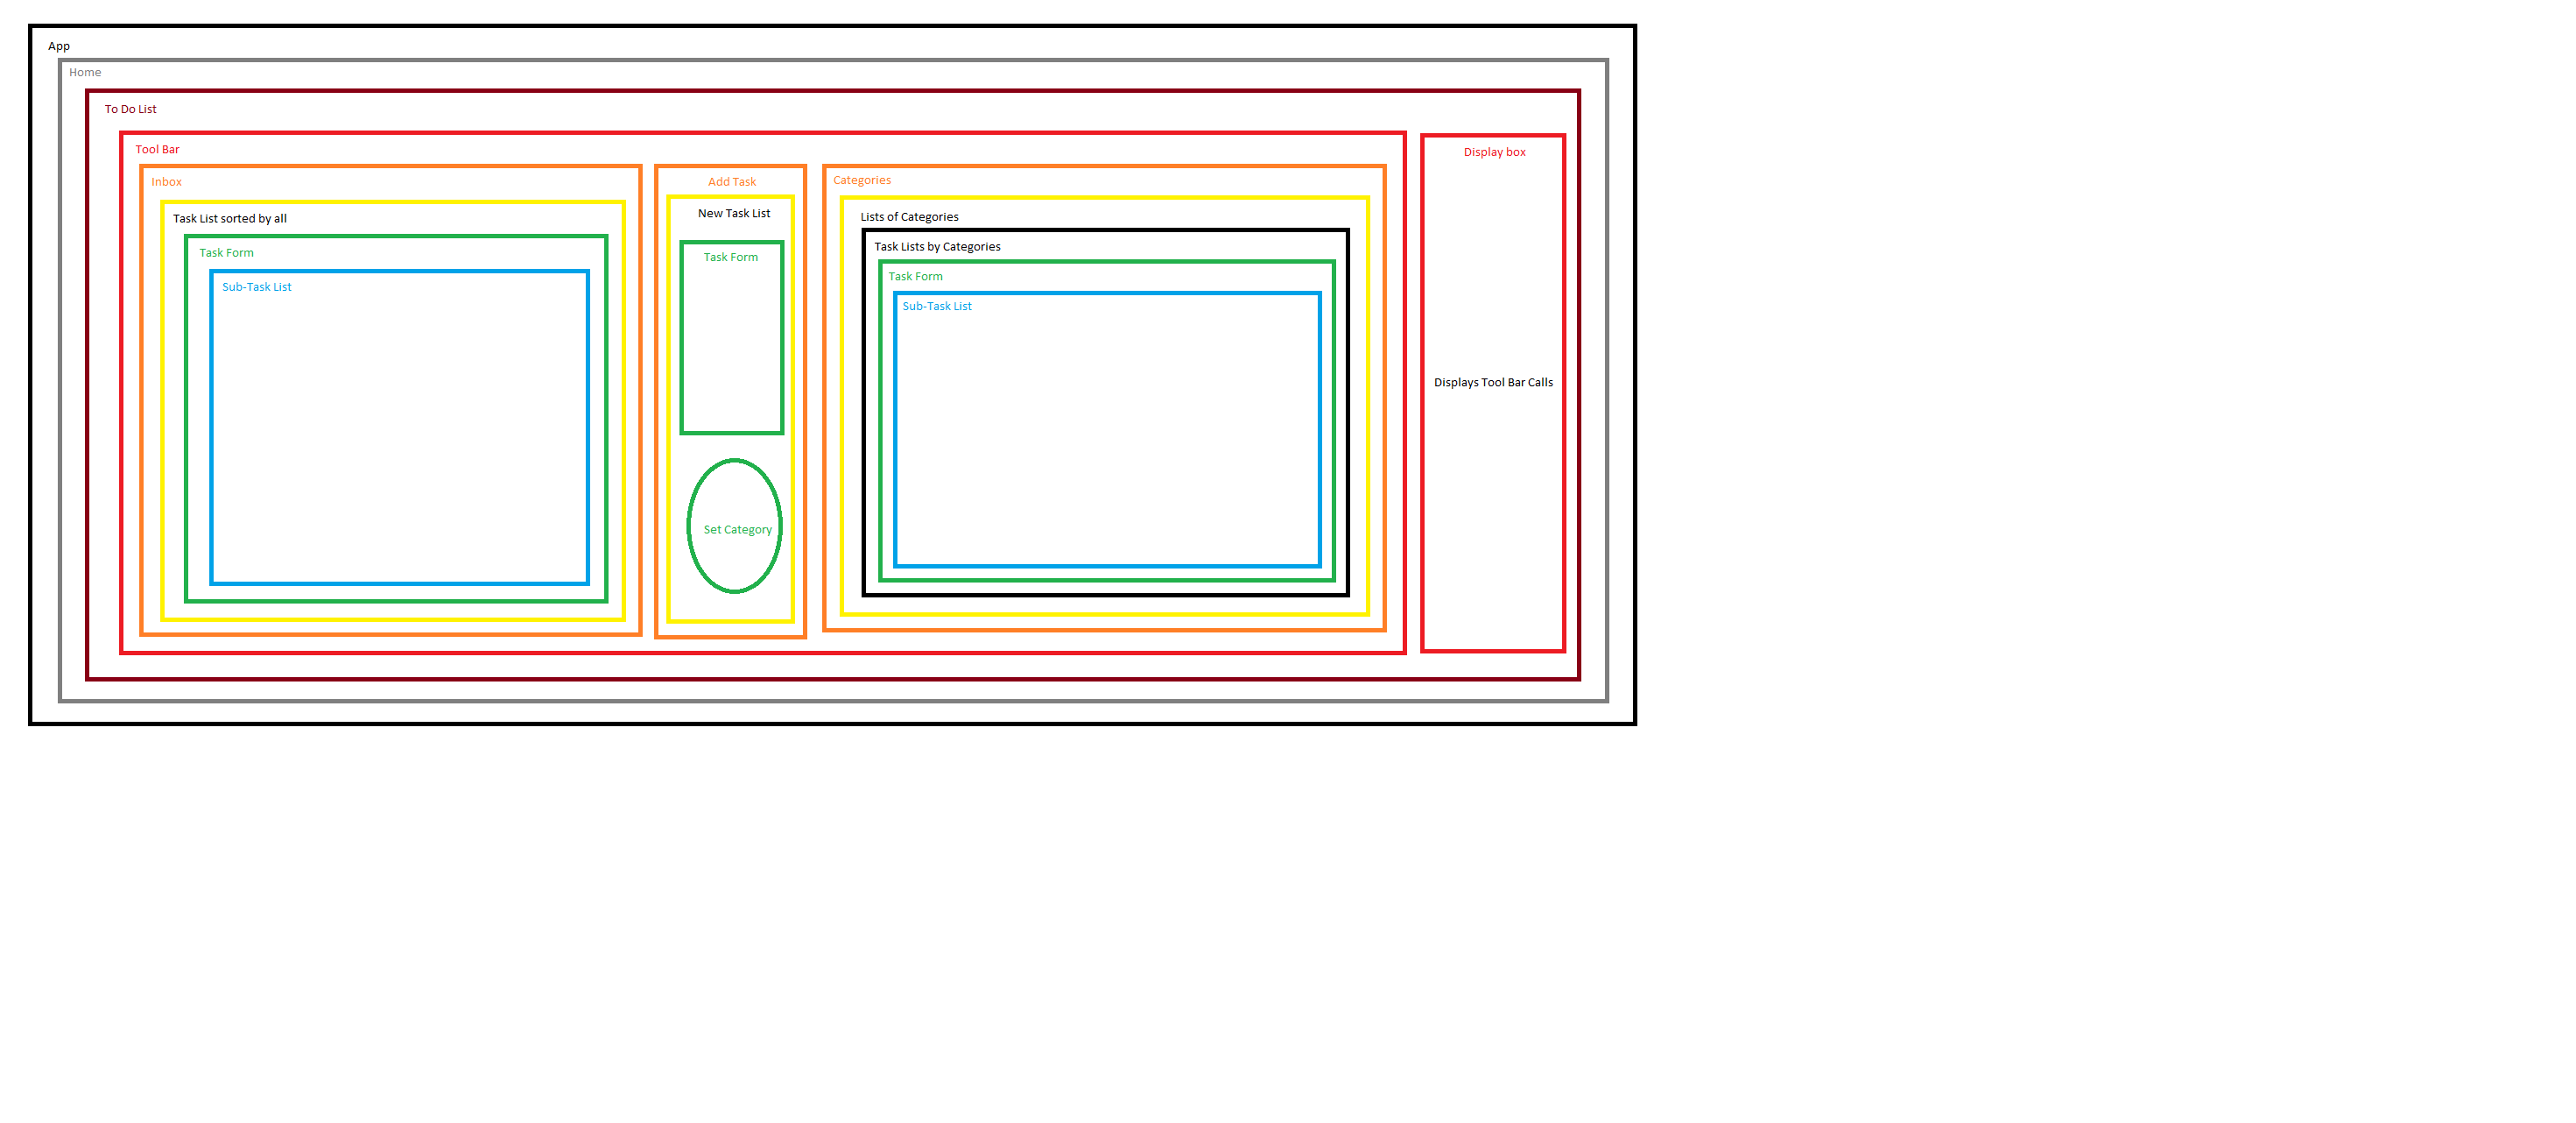 App
Home
To Do List
Tool Bar
Inbox
Task List sorted by all
Task Form
Sub-Task List
Add Task
New Task List
Task Form
Set Category
Categories
Lists of Categories
Task Lists by Categories
Task Form
Sub-Task List
Display box
Displays Tool Bar Calls